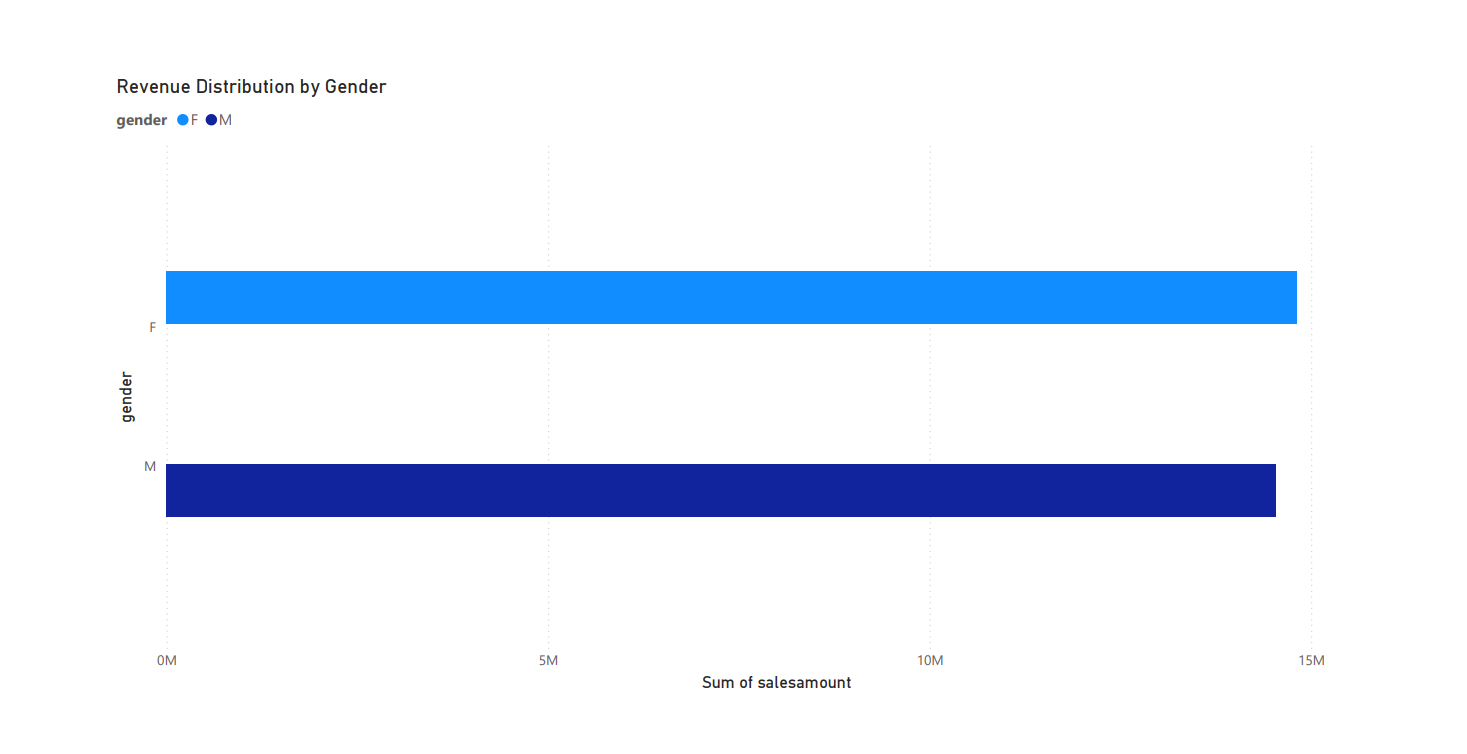 Revenue Distribution by Gender
gender F M
F
M
gender
0M 5M 10M 15M
Sum of salesamount